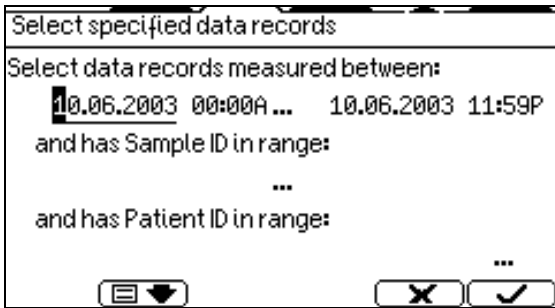 Select specified data records
Select data records measured between:
10.06.2003 00:00A ... 10.06.2003 11:59P
and has Sample ID in range:
...
and has Patient ID in range:
...